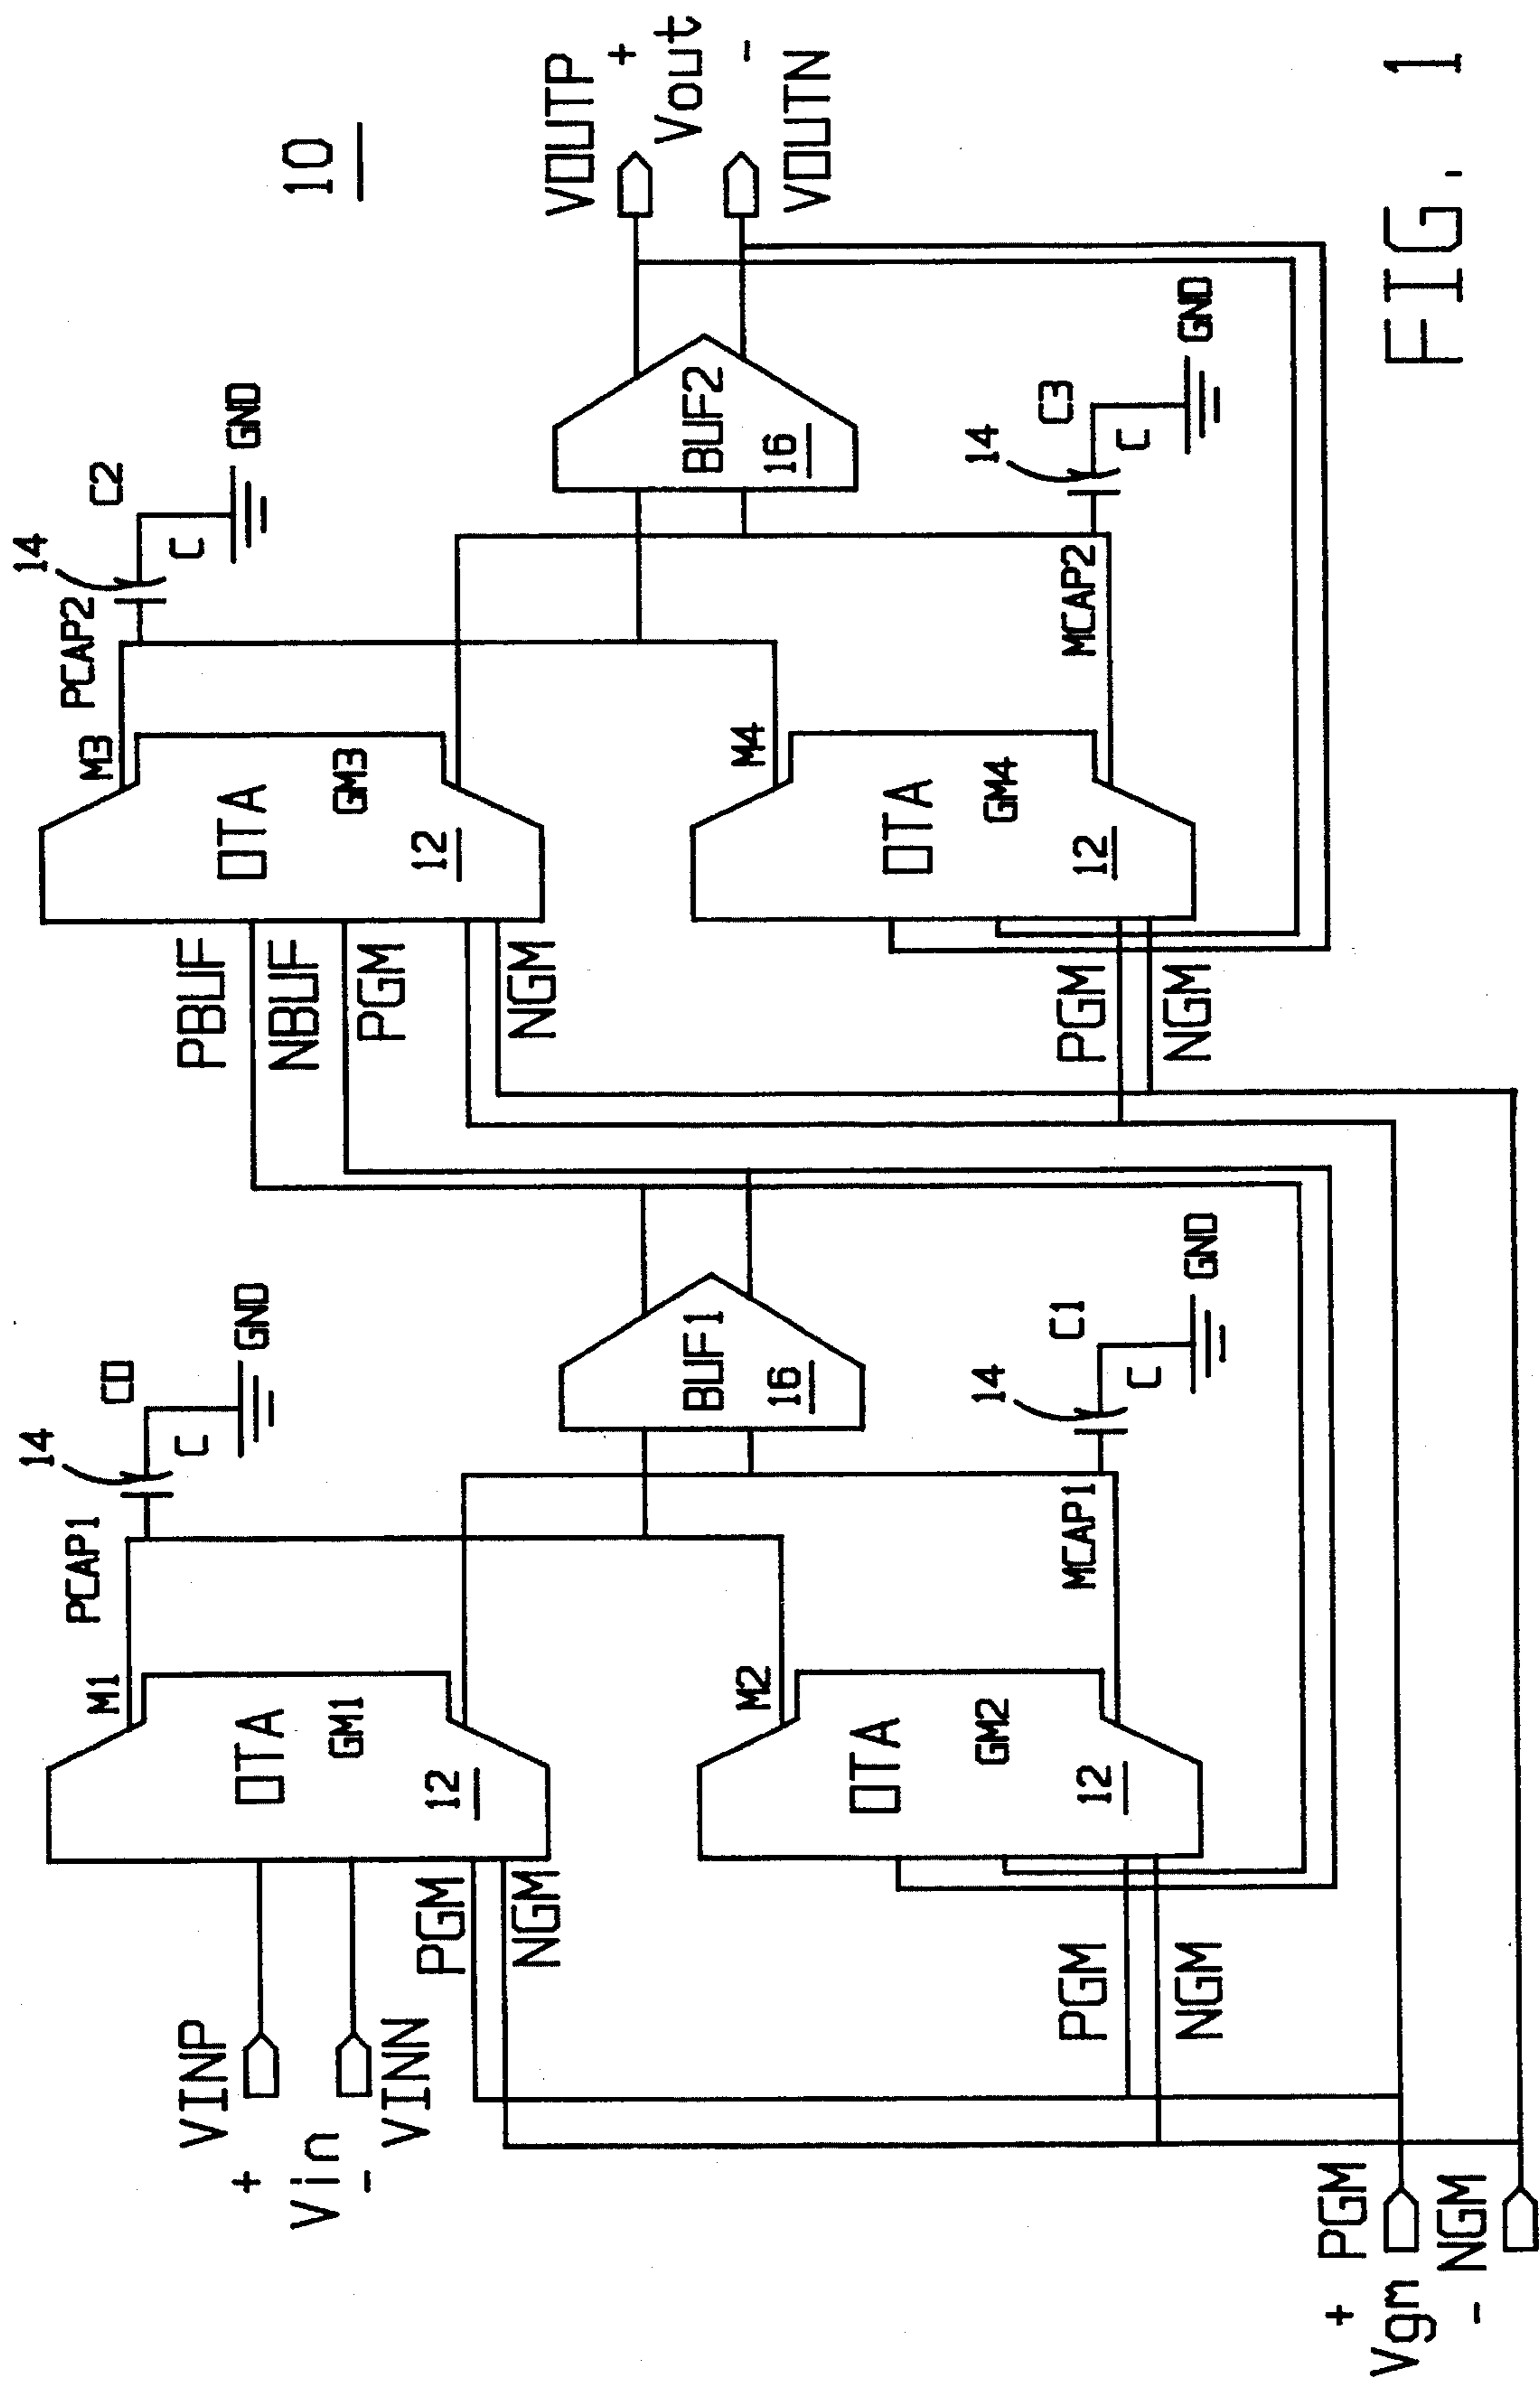 10
14
C0
GND
C
PCAP1
M1
OTA
GM1
12
VINP
+
Vin
-
VINN
PGM
NGM
BUF1
16
M2
OTA
GM2
12
MCAP1
14
C1
C
GND
PGM
NGM
+
Vgm
-
PGM
NGM
14
C2
GND
C
PCAP2
M3
OTA
GM3
12
PBUF
NBUF
PGM
NGM
BUF2
16
M4
OTA
GM4
12
MCAP2
14
C3
C
GND
PGM
NGM
VOUTP
+
Vout
-
VOUTN
FIG. 1